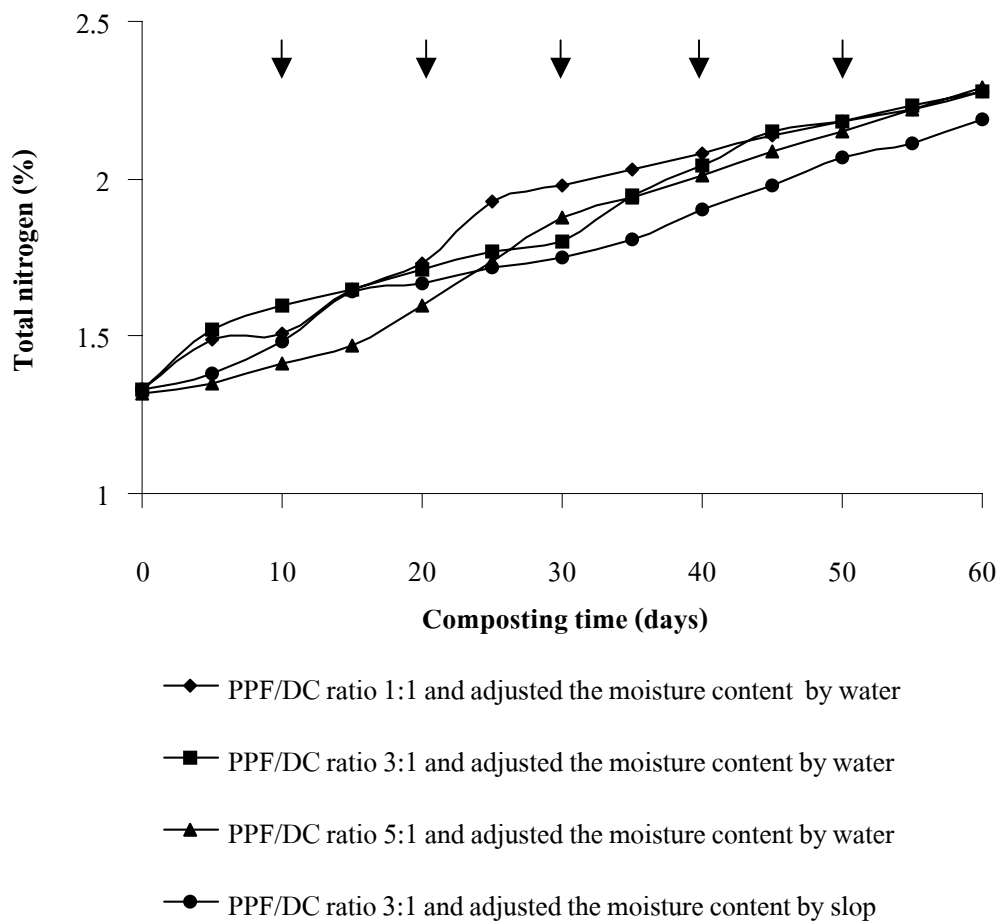 2.5
2
1.5
1
Total nitrogen (%)
0 10 20 30 40 50 60
Composting time (days)
PPF/DC ratio 1:1 and adjusted the moisture content by water
PPF/DC ratio 3:1 and adjusted the moisture content by water
PPF/DC ratio 5:1 and adjusted the moisture content by water
PPF/DC ratio 3:1 and adjusted the moisture content by slop